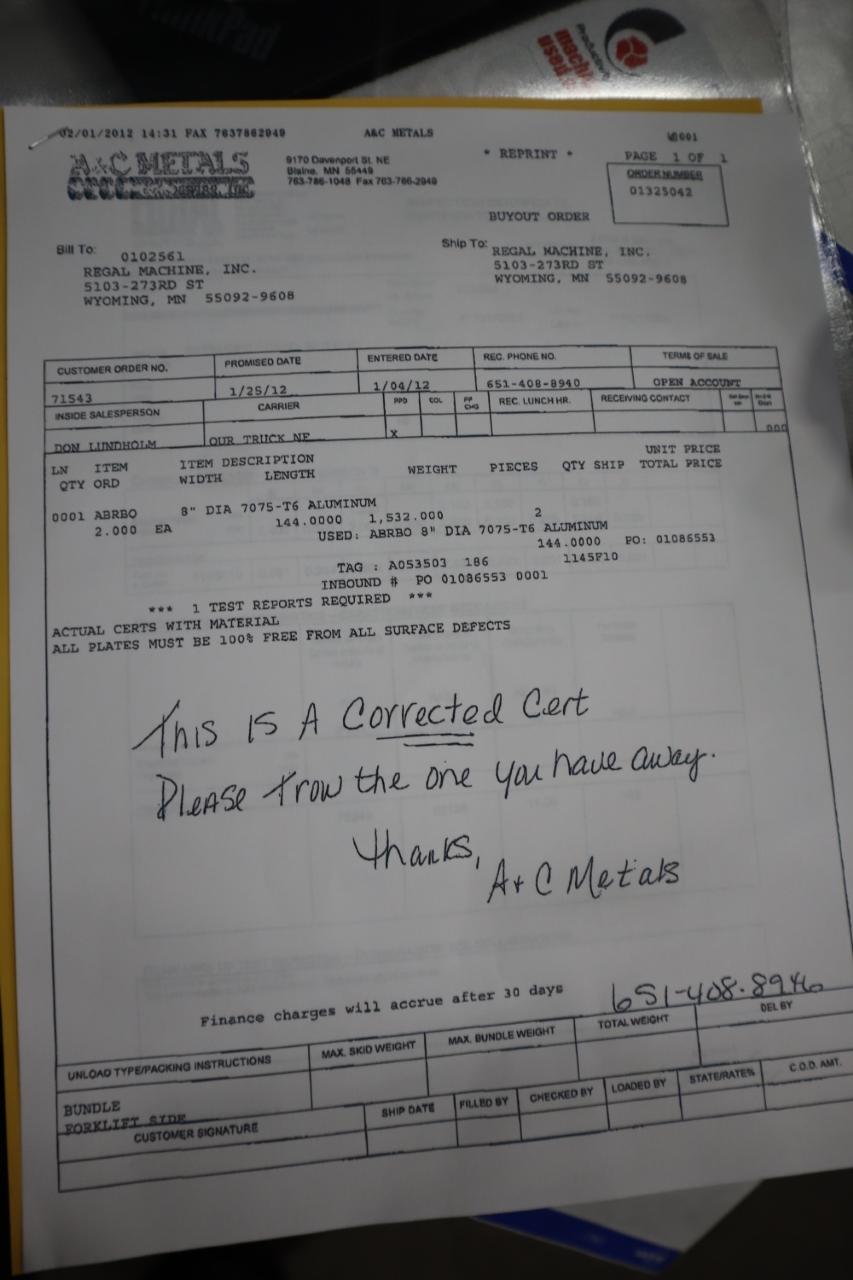 ThinkPad
Productivity
machine
used
02/01/2012 14:31 FAX 7637862949 A&C METALS
* REPRINT * PAGE 1 OF 1
A&C METALS
9170 Davenport St. NE
Blaine, MN 55449
763-786-1048 Fax 763-786-2949
ORDER NUMBER
01325042
BUYOUT ORDER
Bill To: 0102561
REGAL MACHINE, INC.
5103-273RD ST
WYOMING, MN 55092-9608
Ship To: REGAL MACHINE, INC.
5103-273RD ST
WYOMING, MN 55092-9608
CUSTOMER ORDER NO. PROMISED DATE ENTERED DATE REC. PHONE NO. TERMS OF SALE
71543 1/25/12 1/04/12 651-408-8940 OPEN ACCOUNT
INSIDE SALESPERSON CARRIER PPD COL PP CHG REC. LUNCH HR. RECEIVING CONTACT
DON LUNDHOLM OUR TRUCK NE X 000
LN ITEM ITEM DESCRIPTION UNIT PRICE
QTY ORD WIDTH LENGTH WEIGHT PIECES QTY SHIP TOTAL PRICE
0001 ABRBO 8" DIA 7075-T6 ALUMINUM
2.000 EA 144.0000 1,532.000 2
USED: ABRBO 8" DIA 7075-T6 ALUMINUM
144.0000 PO: 01086553
TAG : A053503 186 1145F10
INBOUND # PO 01086553 0001
*** 1 TEST REPORTS REQUIRED ***
ACTUAL CERTS WITH MATERIAL
ALL PLATES MUST BE 100% FREE FROM ALL SURFACE DEFECTS
This Is A Corrected Cert
Please trow the one you have away.
thanks,
A+C Metals
Finance charges will accrue after 30 days
651-408-8946
UNLOAD TYPE/PACKING INSTRUCTIONS MAX. SKID WEIGHT MAX. BUNDLE WEIGHT TOTAL WEIGHT DEL BY
BUNDLE
FORKLIFT SIDE
CUSTOMER SIGNATURE SHIP DATE FILLED BY CHECKED BY LOADED BY STATE/RATE% C.O.D. AMT.